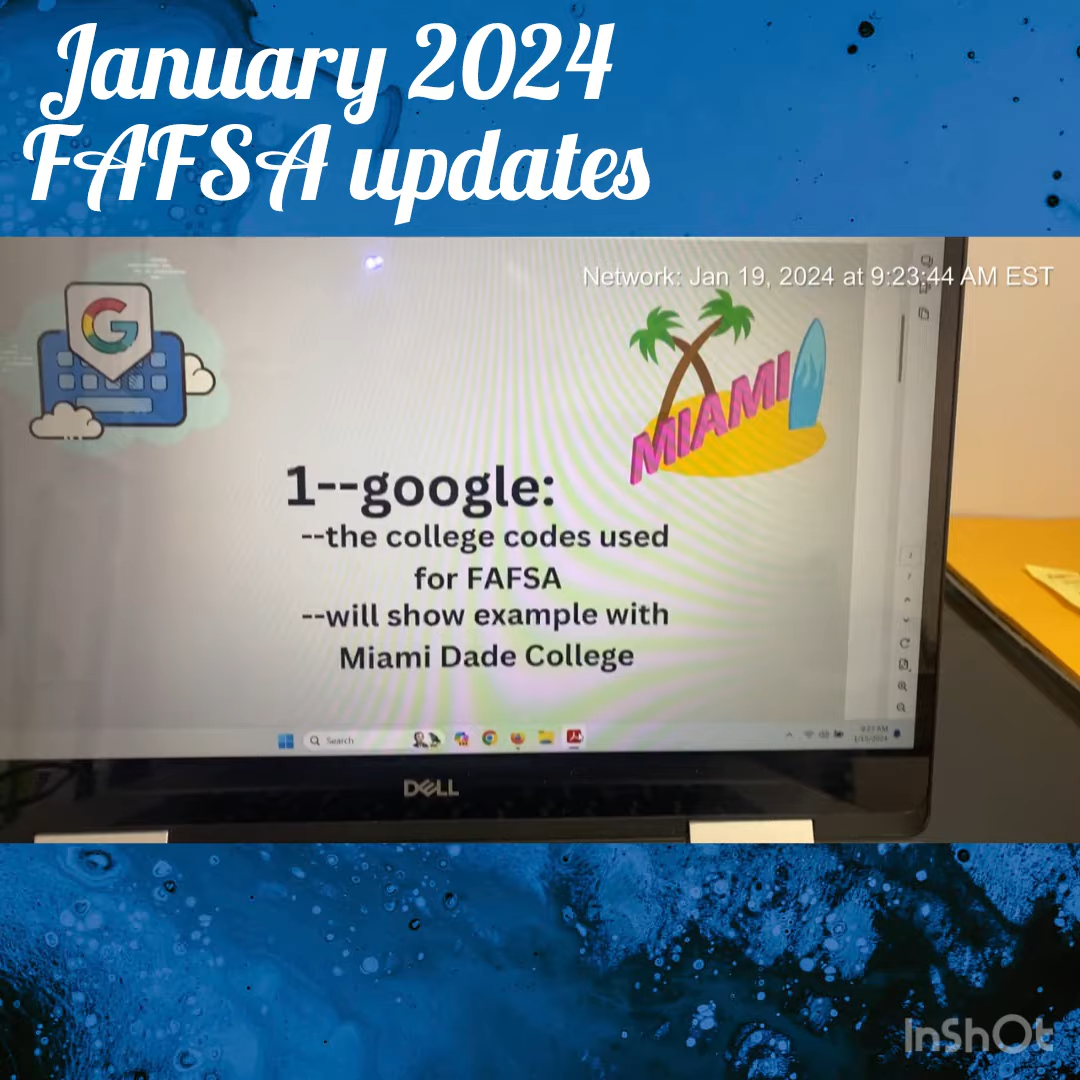 January 2024
FAFSA updates
Network: Jan 19, 2024 at 9:23:44 AM EST
G
MIAMI
1--google:
--the college codes used
for FAFSA
--will show example with
Miami Dade College
Search
DELL
InShOt